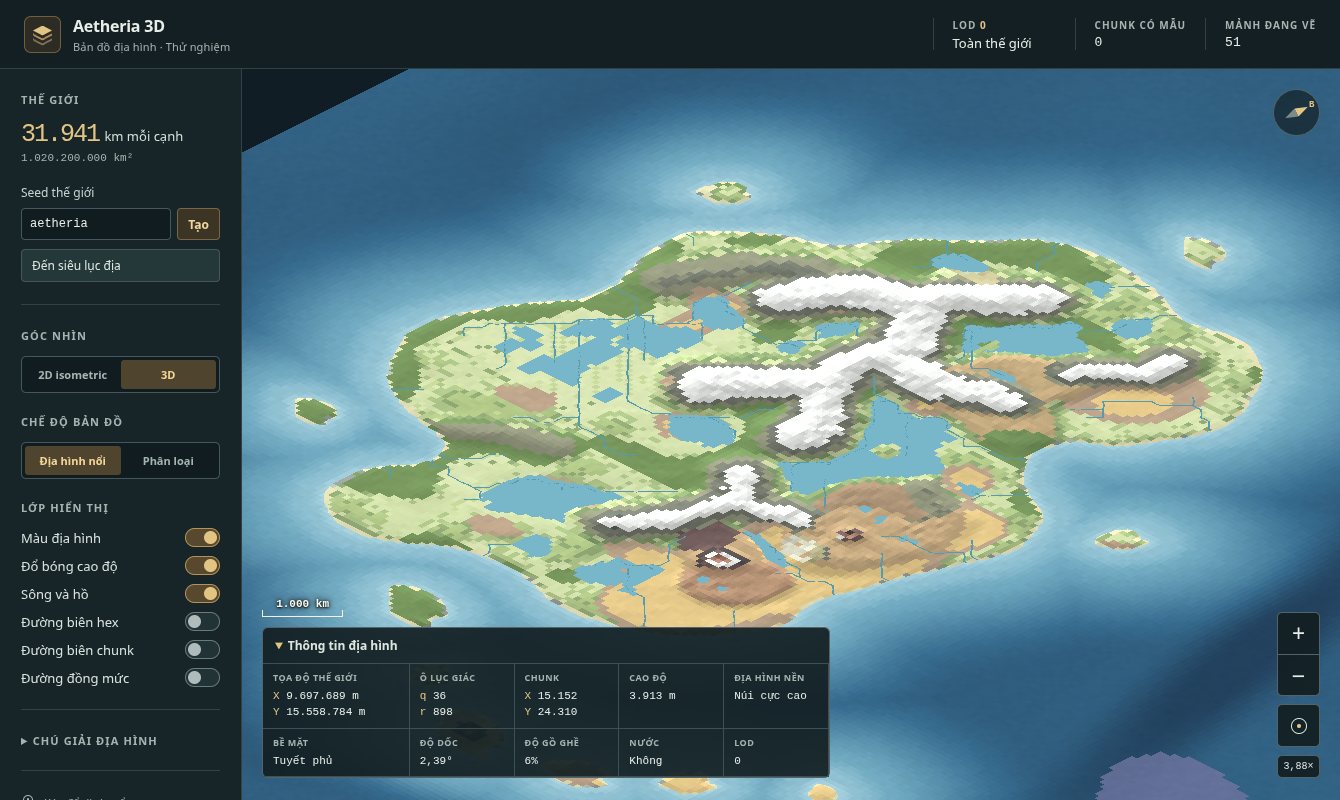 Aetheria 3D
Bản đồ địa hình · Thử nghiệm
LOD 0
Toàn thế giới
CHUNK CÓ MẪU
0
MẢNH ĐANG VẼ
51
THẾ GIỚI
31.941 km mỗi cạnh
1.020.200.000 km²
Seed thế giới
aetheria
Tạo
Đến siêu lục địa
GÓC NHÌN
2D isometric
3D
CHẾ ĐỘ BẢN ĐỒ
Địa hình nổi
Phân loại
LỚP HIỂN THỊ
Màu địa hình
Đổ bóng cao độ
Sông và hồ
Đường biên hex
Đường biên chunk
Đường đồng mức
CHÚ GIẢI ĐỊA HÌNH
B
1.000 km
Thông tin địa hình
TỌA ĐỘ THẾ GIỚI
X 9.697.689 m
Y 15.558.784 m
Ô LỤC GIÁC
q 36
r 898
CHUNK
X 15.152
Y 24.310
CAO ĐỘ
3.913 m
ĐỊA HÌNH NỀN
Núi cực cao
BỀ MẶT
Tuyết phủ
ĐỘ DỐC
2,39°
ĐỘ GỒ GHỀ
6%
NƯỚC
Không
LOD
0
+
−
3,88×